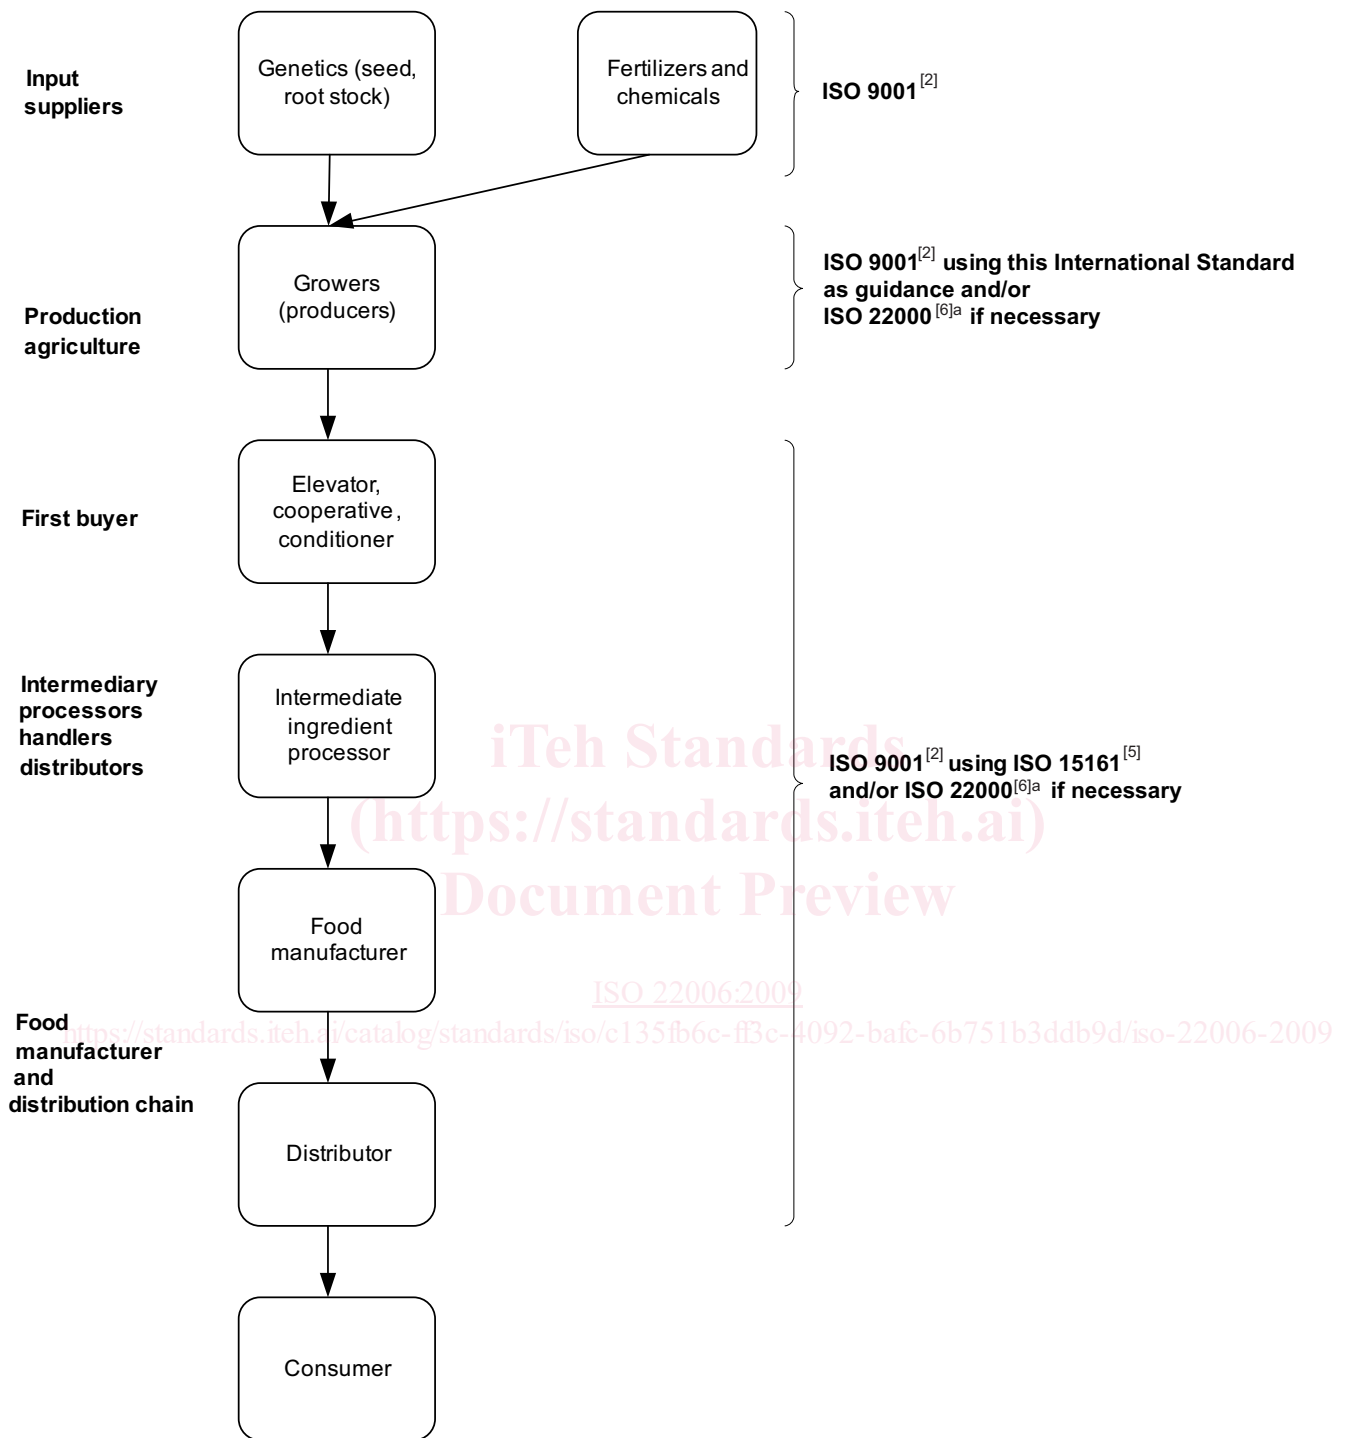 Input
suppliers
Genetics (seed,
root stock)
Fertilizers and
chemicals
ISO 9001[2]
Production
agriculture
Growers
(producers)
ISO 9001[2] using this International Standard
as guidance and/or
ISO 22000[6]a if necessary
First buyer
Elevator,
cooperative,
conditioner
Intermediary
processors
handlers
distributors
Intermediate
ingredient
processor
ISO 9001[2] using ISO 15161[5]
and/or ISO 22000[6]a if necessary
iTeh Standards
(https://standards.iteh.ai)
Document Preview
Food
manufacturer
ISO 22006:2009
https://standards.iteh.ai/catalog/standards/iso/c135fb6c-ff3c-4092-bafc-6b751b3ddb9d/iso-22006-2009
Food
manufacturer
and
distribution chain
Distributor
Consumer